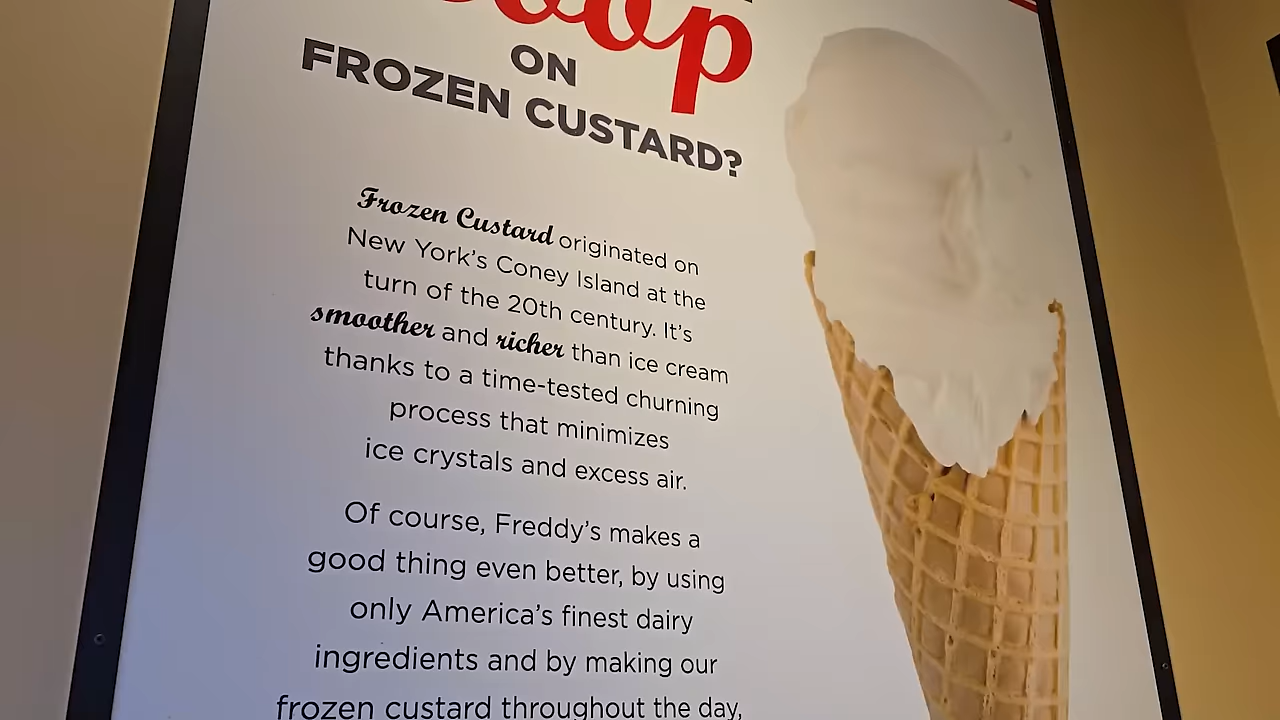 ON
FROZEN CUSTARD?
Frozen Custard originated on
New York's Coney Island at the
turn of the 20th century. It's
smoother and richer than ice cream
thanks to a time-tested churning
process that minimizes
ice crystals and excess air.
Of course, Freddy's makes a
good thing even better, by using
only America's finest dairy
ingredients and by making our
frozen custard throughout the day,